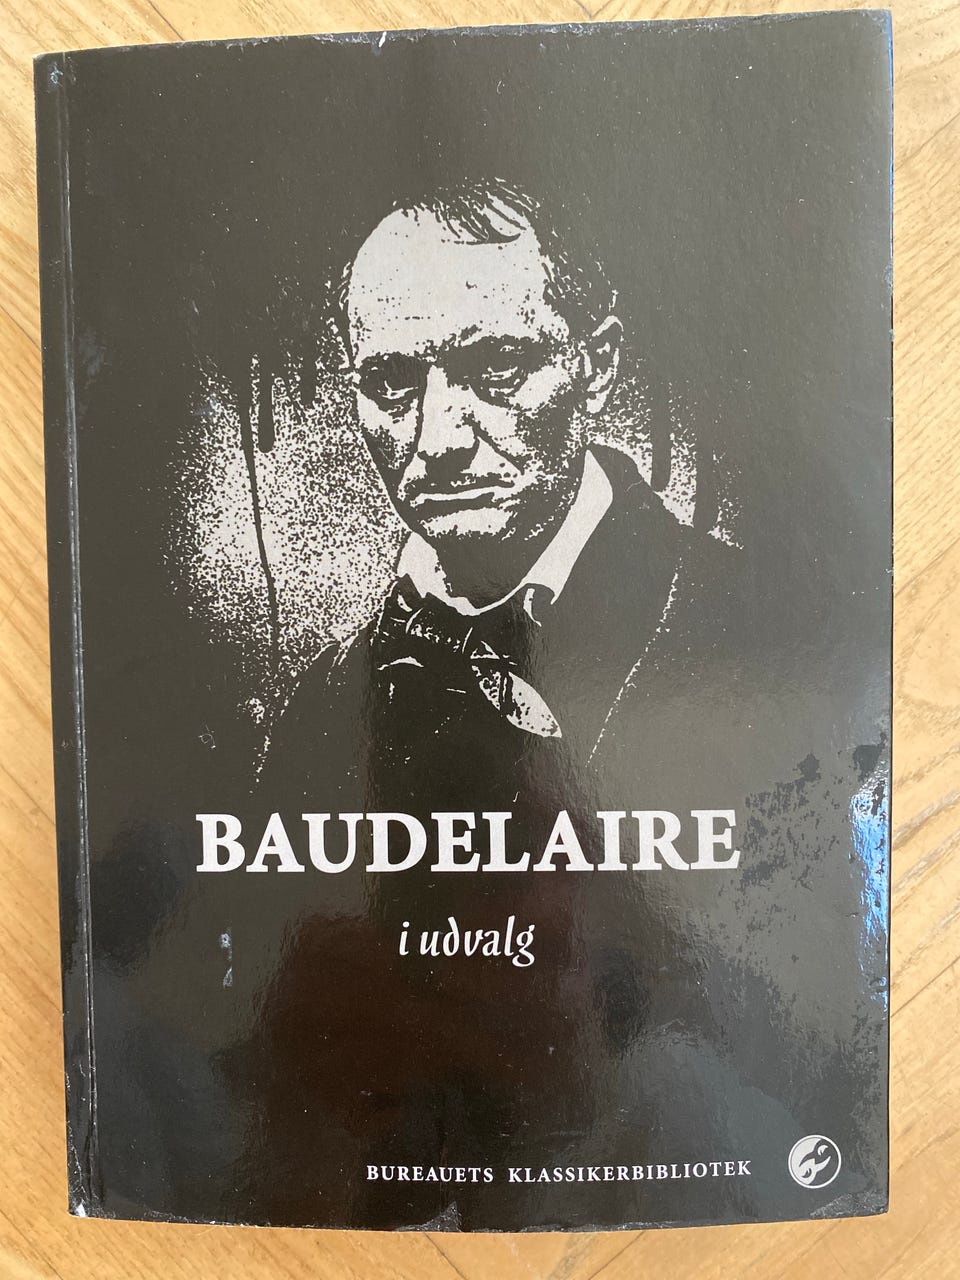 BAUDELAIRE
i udvalg
BUREAUETS KLASSIKERBIBLIOTEK